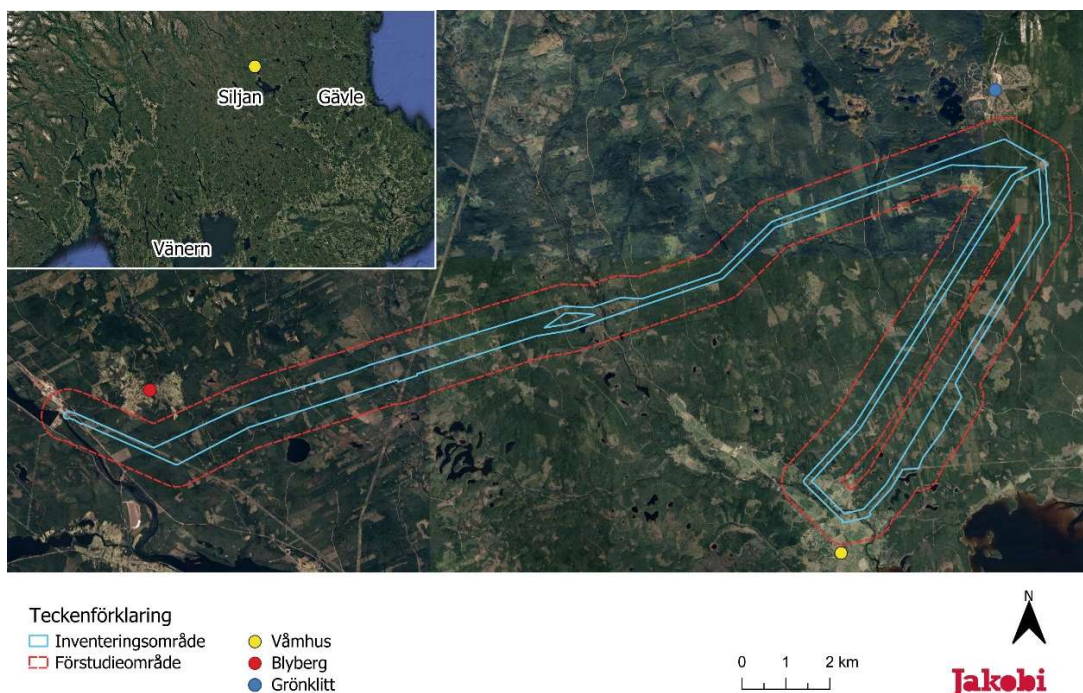 Siljan
Gävle
Vänern
Teckenförklaring
Inventeringsområde
Förstudieområde
Våmhus
Blyberg
Grönklitt
0 1 2 km
N
Jakobi